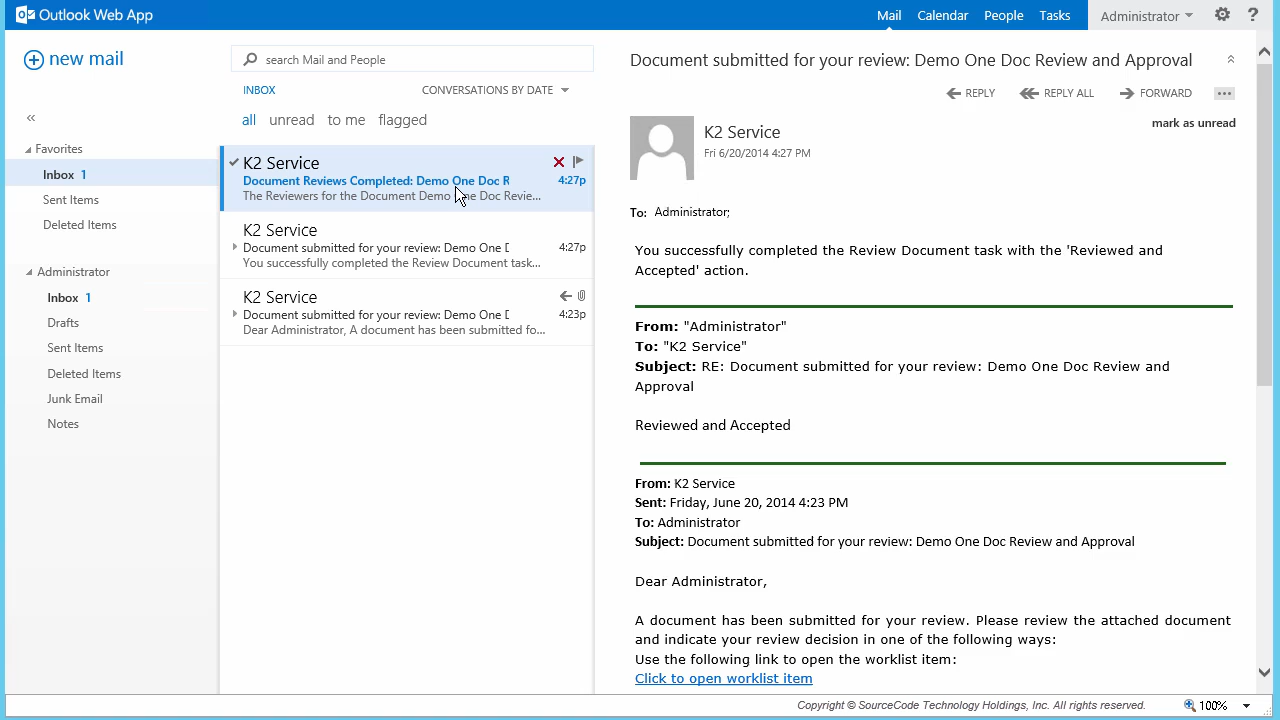 Outlook Web App
Mail Calendar People Tasks Administrator ?
new mail
search Mail and People
INBOX CONVERSATIONS BY DATE
all unread to me flagged
Favorites
Inbox 1
Sent Items
Deleted Items
Administrator
Inbox 1
Drafts
Sent Items
Deleted Items
Junk Email
Notes
K2 Service
Document Reviews Completed: Demo One Doc R 4:27p
The Reviewers for the Document Demo One Doc Revie...
K2 Service
Document submitted for your review: Demo One D 4:27p
You successfully completed the Review Document task...
K2 Service
Document submitted for your review: Demo One D 4:23p
Dear Administrator, A document has been submitted fo...
Document submitted for your review: Demo One Doc Review and Approval
REPLY REPLY ALL FORWARD ...
mark as unread
K2 Service
Fri 6/20/2014 4:27 PM
To: Administrator;
You successfully completed the Review Document task with the 'Reviewed and
Accepted' action.
From: "Administrator"
To: "K2 Service"
Subject: RE: Document submitted for your review: Demo One Doc Review and
Approval
Reviewed and Accepted
From: K2 Service
Sent: Friday, June 20, 2014 4:23 PM
To: Administrator
Subject: Document submitted for your review: Demo One Doc Review and Approval
Dear Administrator,
A document has been submitted for your review. Please review the attached document
and indicate your review decision in one of the following ways:
Use the following link to open the worklist item:
Click to open worklist item
Copyright © SourceCode Technology Holdings, Inc. All rights reserved. 100%